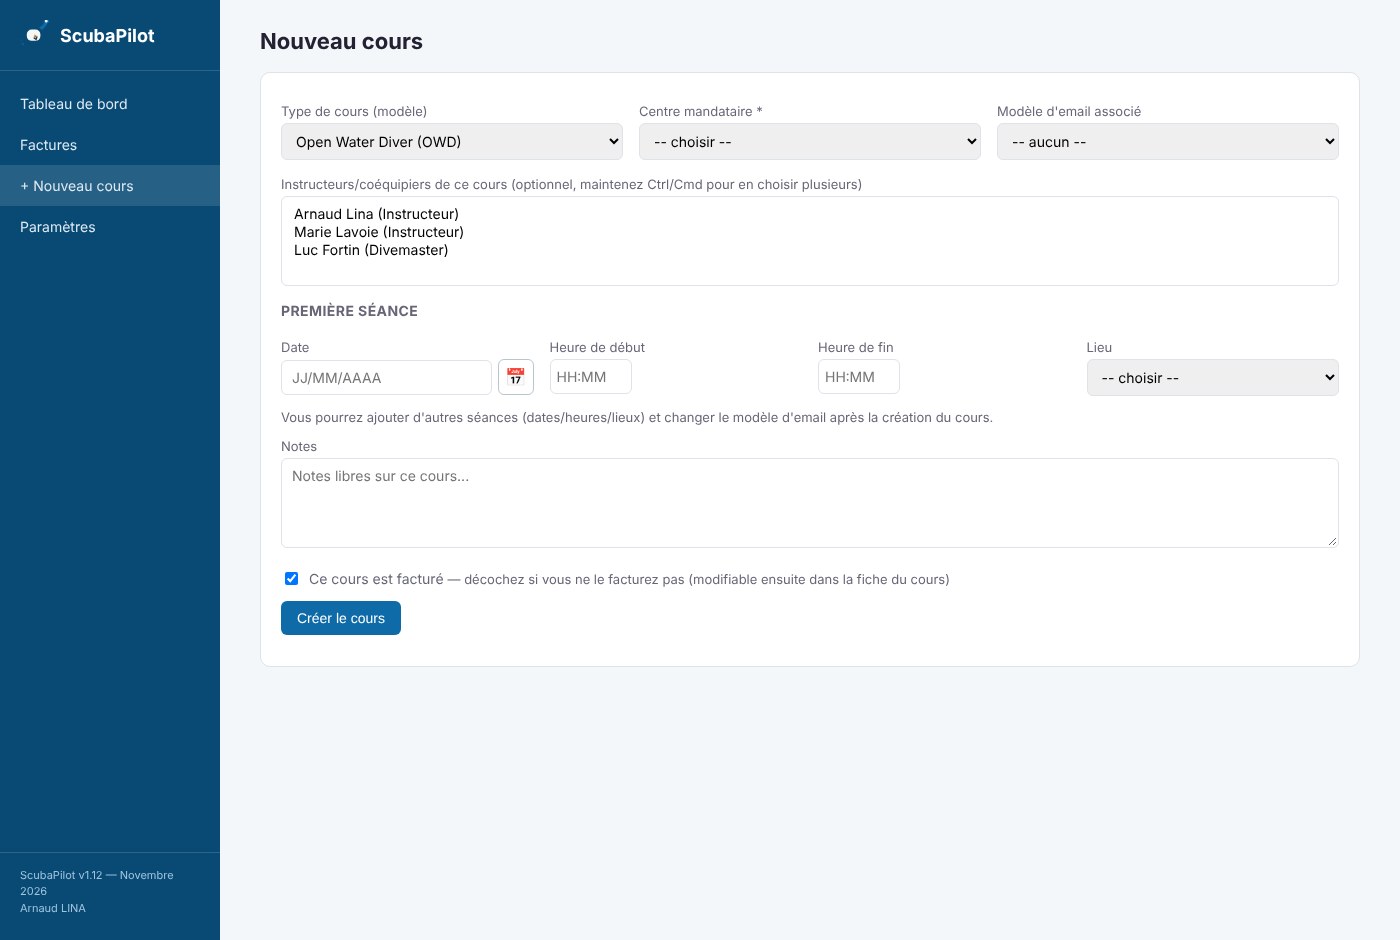 ScubaPilot
Tableau de bord
Factures
+ Nouveau cours
Paramètres
ScubaPilot v1.12 — Novembre
2026
Arnaud LINA
Nouveau cours
Type de cours (modèle)
Centre mandataire *
Modèle d'email associé
Open Water Diver (OWD)
-- choisir --
-- aucun --
Instructeurs/coéquipiers de ce cours (optionnel, maintenez Ctrl/Cmd pour en choisir plusieurs)
Arnaud Lina (Instructeur)
Marie Lavoie (Instructeur)
Luc Fortin (Divemaster)
PREMIÈRE SÉANCE
Date
Heure de début
Heure de fin
Lieu
JJ/MM/AAAA
HH:MM
HH:MM
-- choisir --
Vous pourrez ajouter d'autres séances (dates/heures/lieux) et changer le modèle d'email après la création du cours.
Notes
Notes libres sur ce cours...
Ce cours est facturé — décochez si vous ne le facturez pas (modifiable ensuite dans la fiche du cours)
Créer le cours